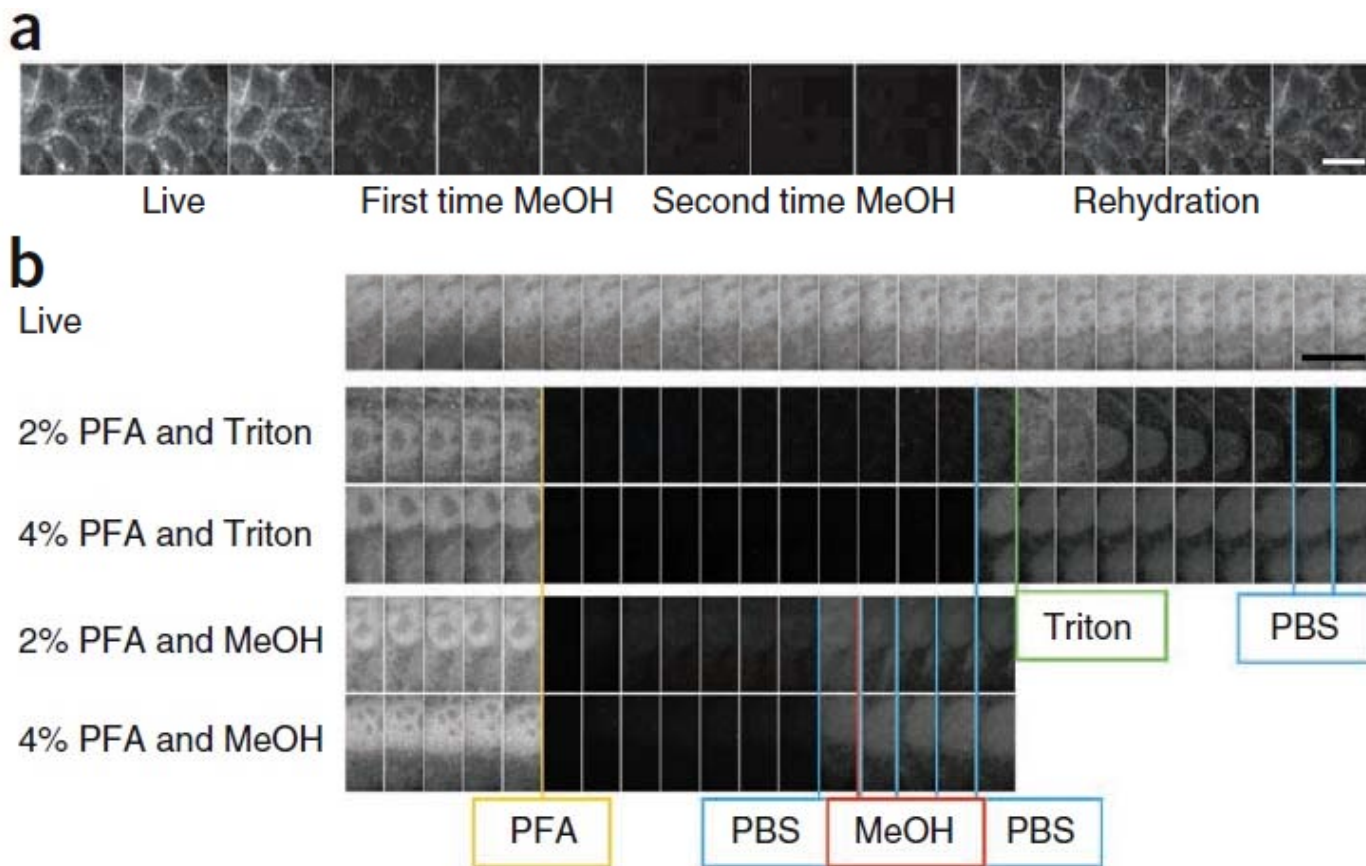 a
Live First time MeOH Second time MeOH Rehydration
b
Live
2% PFA and Triton
4% PFA and Triton
2% PFA and MeOH
Triton PBS
4% PFA and MeOH
PFA PBS MeOH PBS